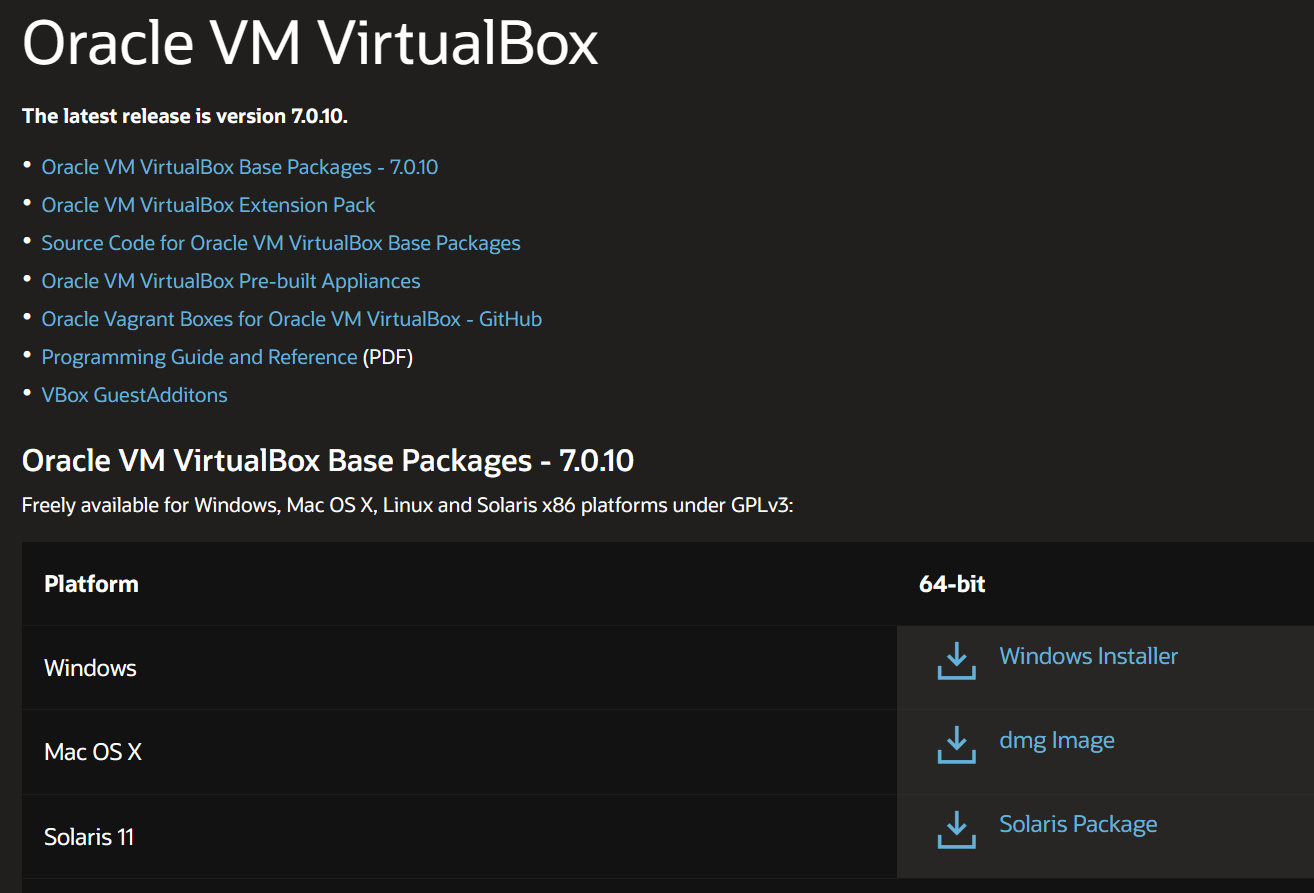 Oracle VM VirtualBox
The latest release is version 7.0.10.
• Oracle VM VirtualBox Base Packages - 7.0.10
• Oracle VM VirtualBox Extension Pack
• Source Code for Oracle VM VirtualBox Base Packages
• Oracle VM VirtualBox Pre-built Appliances
• Oracle Vagrant Boxes for Oracle VM VirtualBox - GitHub
• Programming Guide and Reference (PDF)
• VBox GuestAdditons
Oracle VM VirtualBox Base Packages - 7.0.10
Freely available for Windows, Mac OS X, Linux and Solaris x86 platforms under GPLv3:
Platform 64-bit
Windows Windows Installer
Mac OS X dmg Image
Solaris 11 Solaris Package